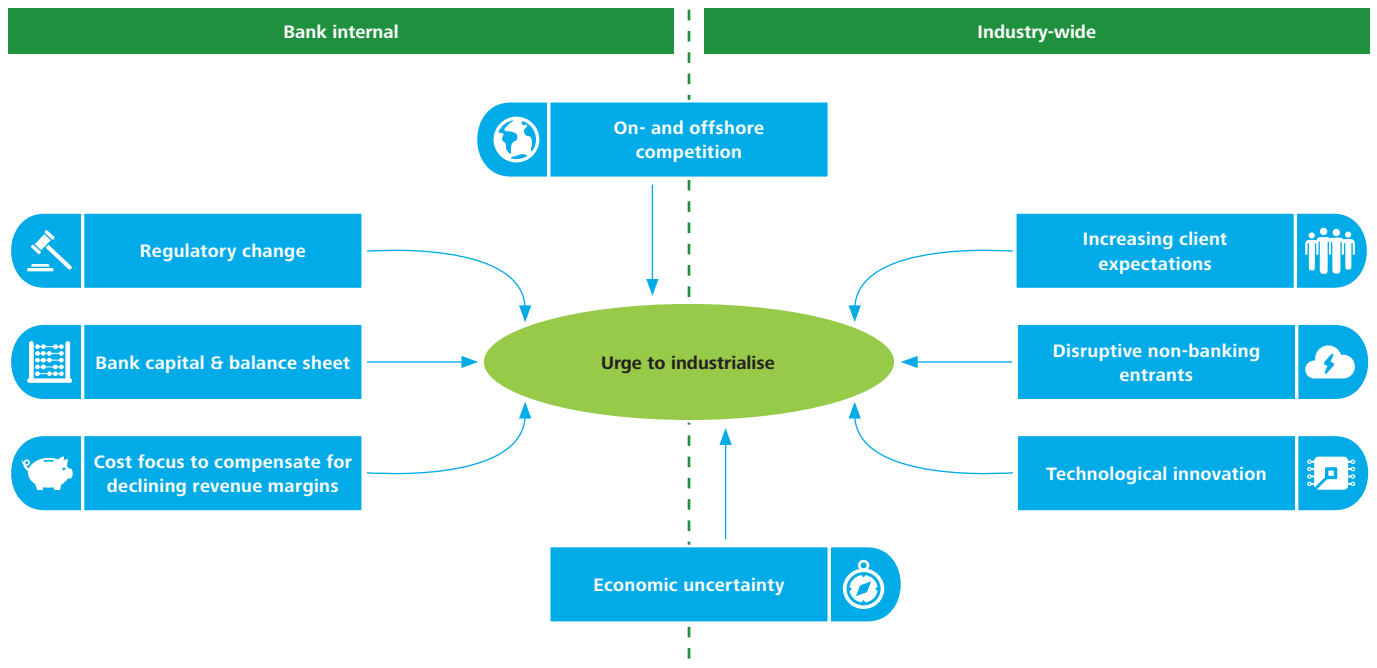 Bank internal
Industry-wide
On- and offshore
competition
Regulatory change
Increasing client
expectations
Bank capital & balance sheet
Urge to industrialise
Disruptive non-banking
entrants
Cost focus to compensate for
declining revenue margins
Technological innovation
Economic uncertainty